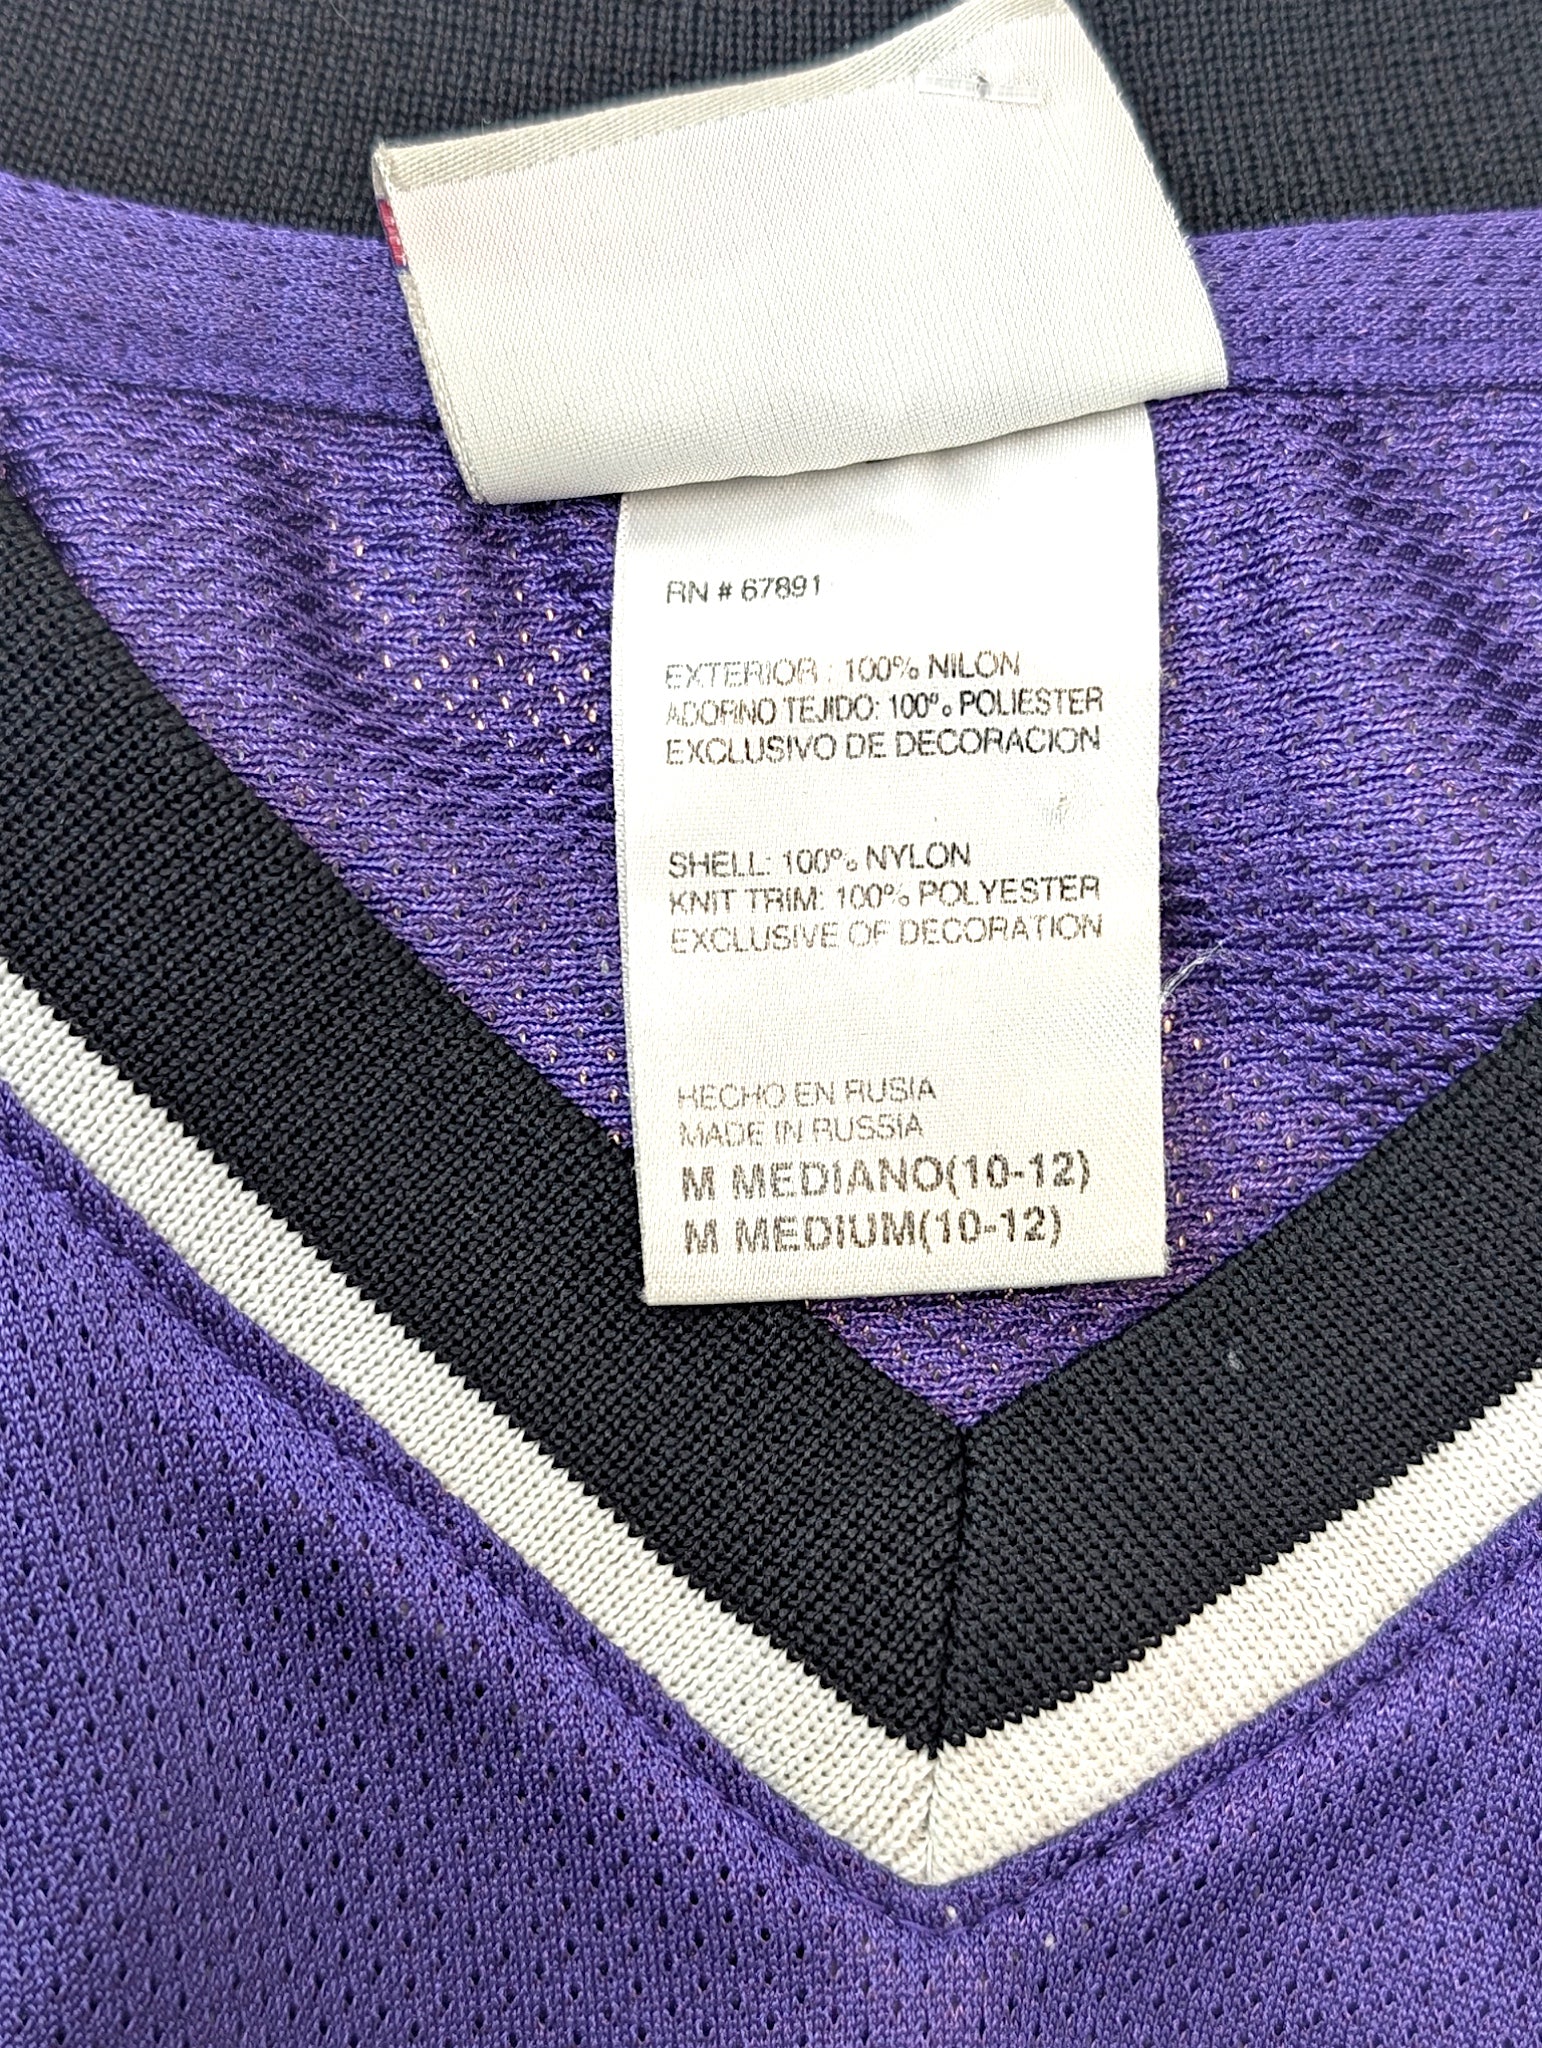 RN # 67891
EXTERIOR : 100% NILON
ADORNO TEJIDO: 100% POLIESTER
EXCLUSIVO DE DECORACION
SHELL: 100% NYLON
KNIT TRIM: 100% POLYESTER
EXCLUSIVE OF DECORATION
HECHO EN RUSIA
MADE IN RUSSIA
M MEDIANO(10-12)
M MEDIUM(10-12)